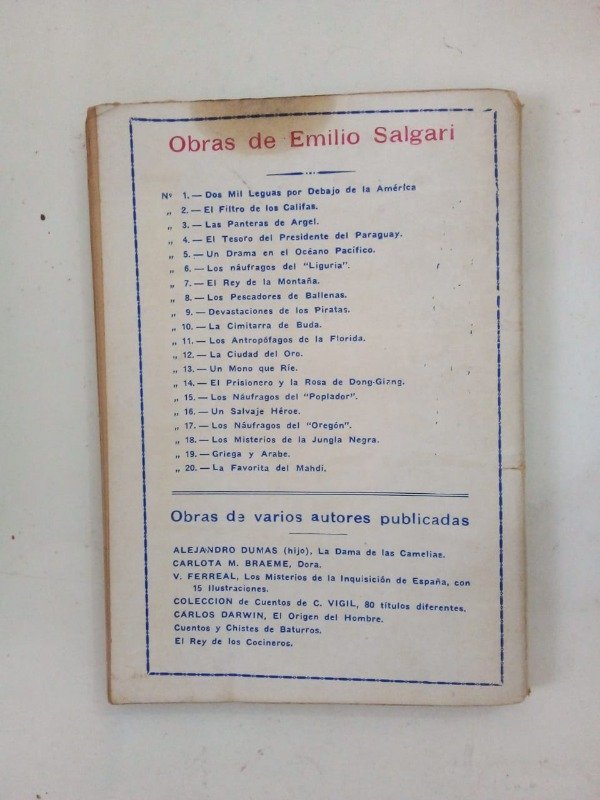 Obras de Emilio Salgari
Nº 1. — Dos Mil Leguas por Debajo de la América
„ 2. — El Filtro de los Califas.
„ 3. — Las Panteras de Argel.
„ 4. — El Tesoro del Presidente del Paraguay.
„ 5. — Un Drama en el Océano Pacífico.
„ 6. — Los náufragos del "Liguria".
„ 7. — El Rey de la Montaña.
„ 8. — Los Pescadores de Ballenas.
„ 9. — Devastaciones de los Piratas.
„ 10. — La Cimitarra de Buda.
„ 11. — Los Antropófagos de la Florida.
„ 12. — La Ciudad del Oro.
„ 13. — Un Mono que Ríe.
„ 14. — El Prisionero y la Rosa de Dong-Giang.
„ 15. — Los Náufragos del "Poplador".
„ 16. — Un Salvaje Héroe.
„ 17. — Los Náufragos del "Oregón".
„ 18. — Los Misterios de la Jungla Negra.
„ 19. — Griega y Arabe.
„ 20. — La Favorita del Mahdi.
Obras de varios autores publicadas
ALEJANDRO DUMAS (hijo), La Dama de las Camelias.
CARLOTA M. BRAEME, Dora.
V. FERREAL, Los Misterios de la Inquisición de España, con
15 Ilustraciones.
COLECCION de Cuentos de C. VIGIL, 80 títulos diferentes.
CARLOS DARWIN, El Origen del Hombre.
Cuentos y Chistes de Baturros.
El Rey de los Cocineros.